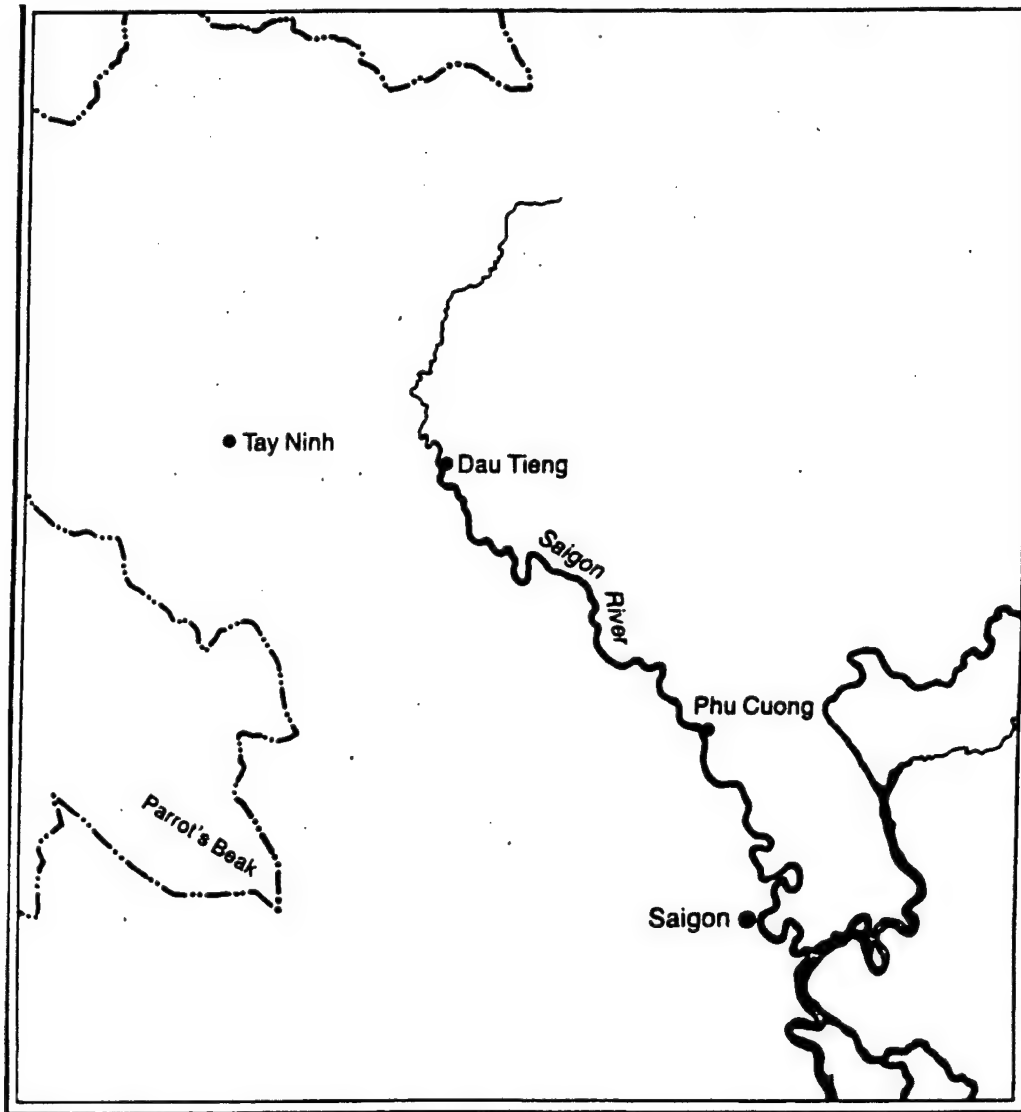 Tay Ninh
Dau Tieng
Saigon
River
Phu Cuong
Parrot's Beak
Saigon